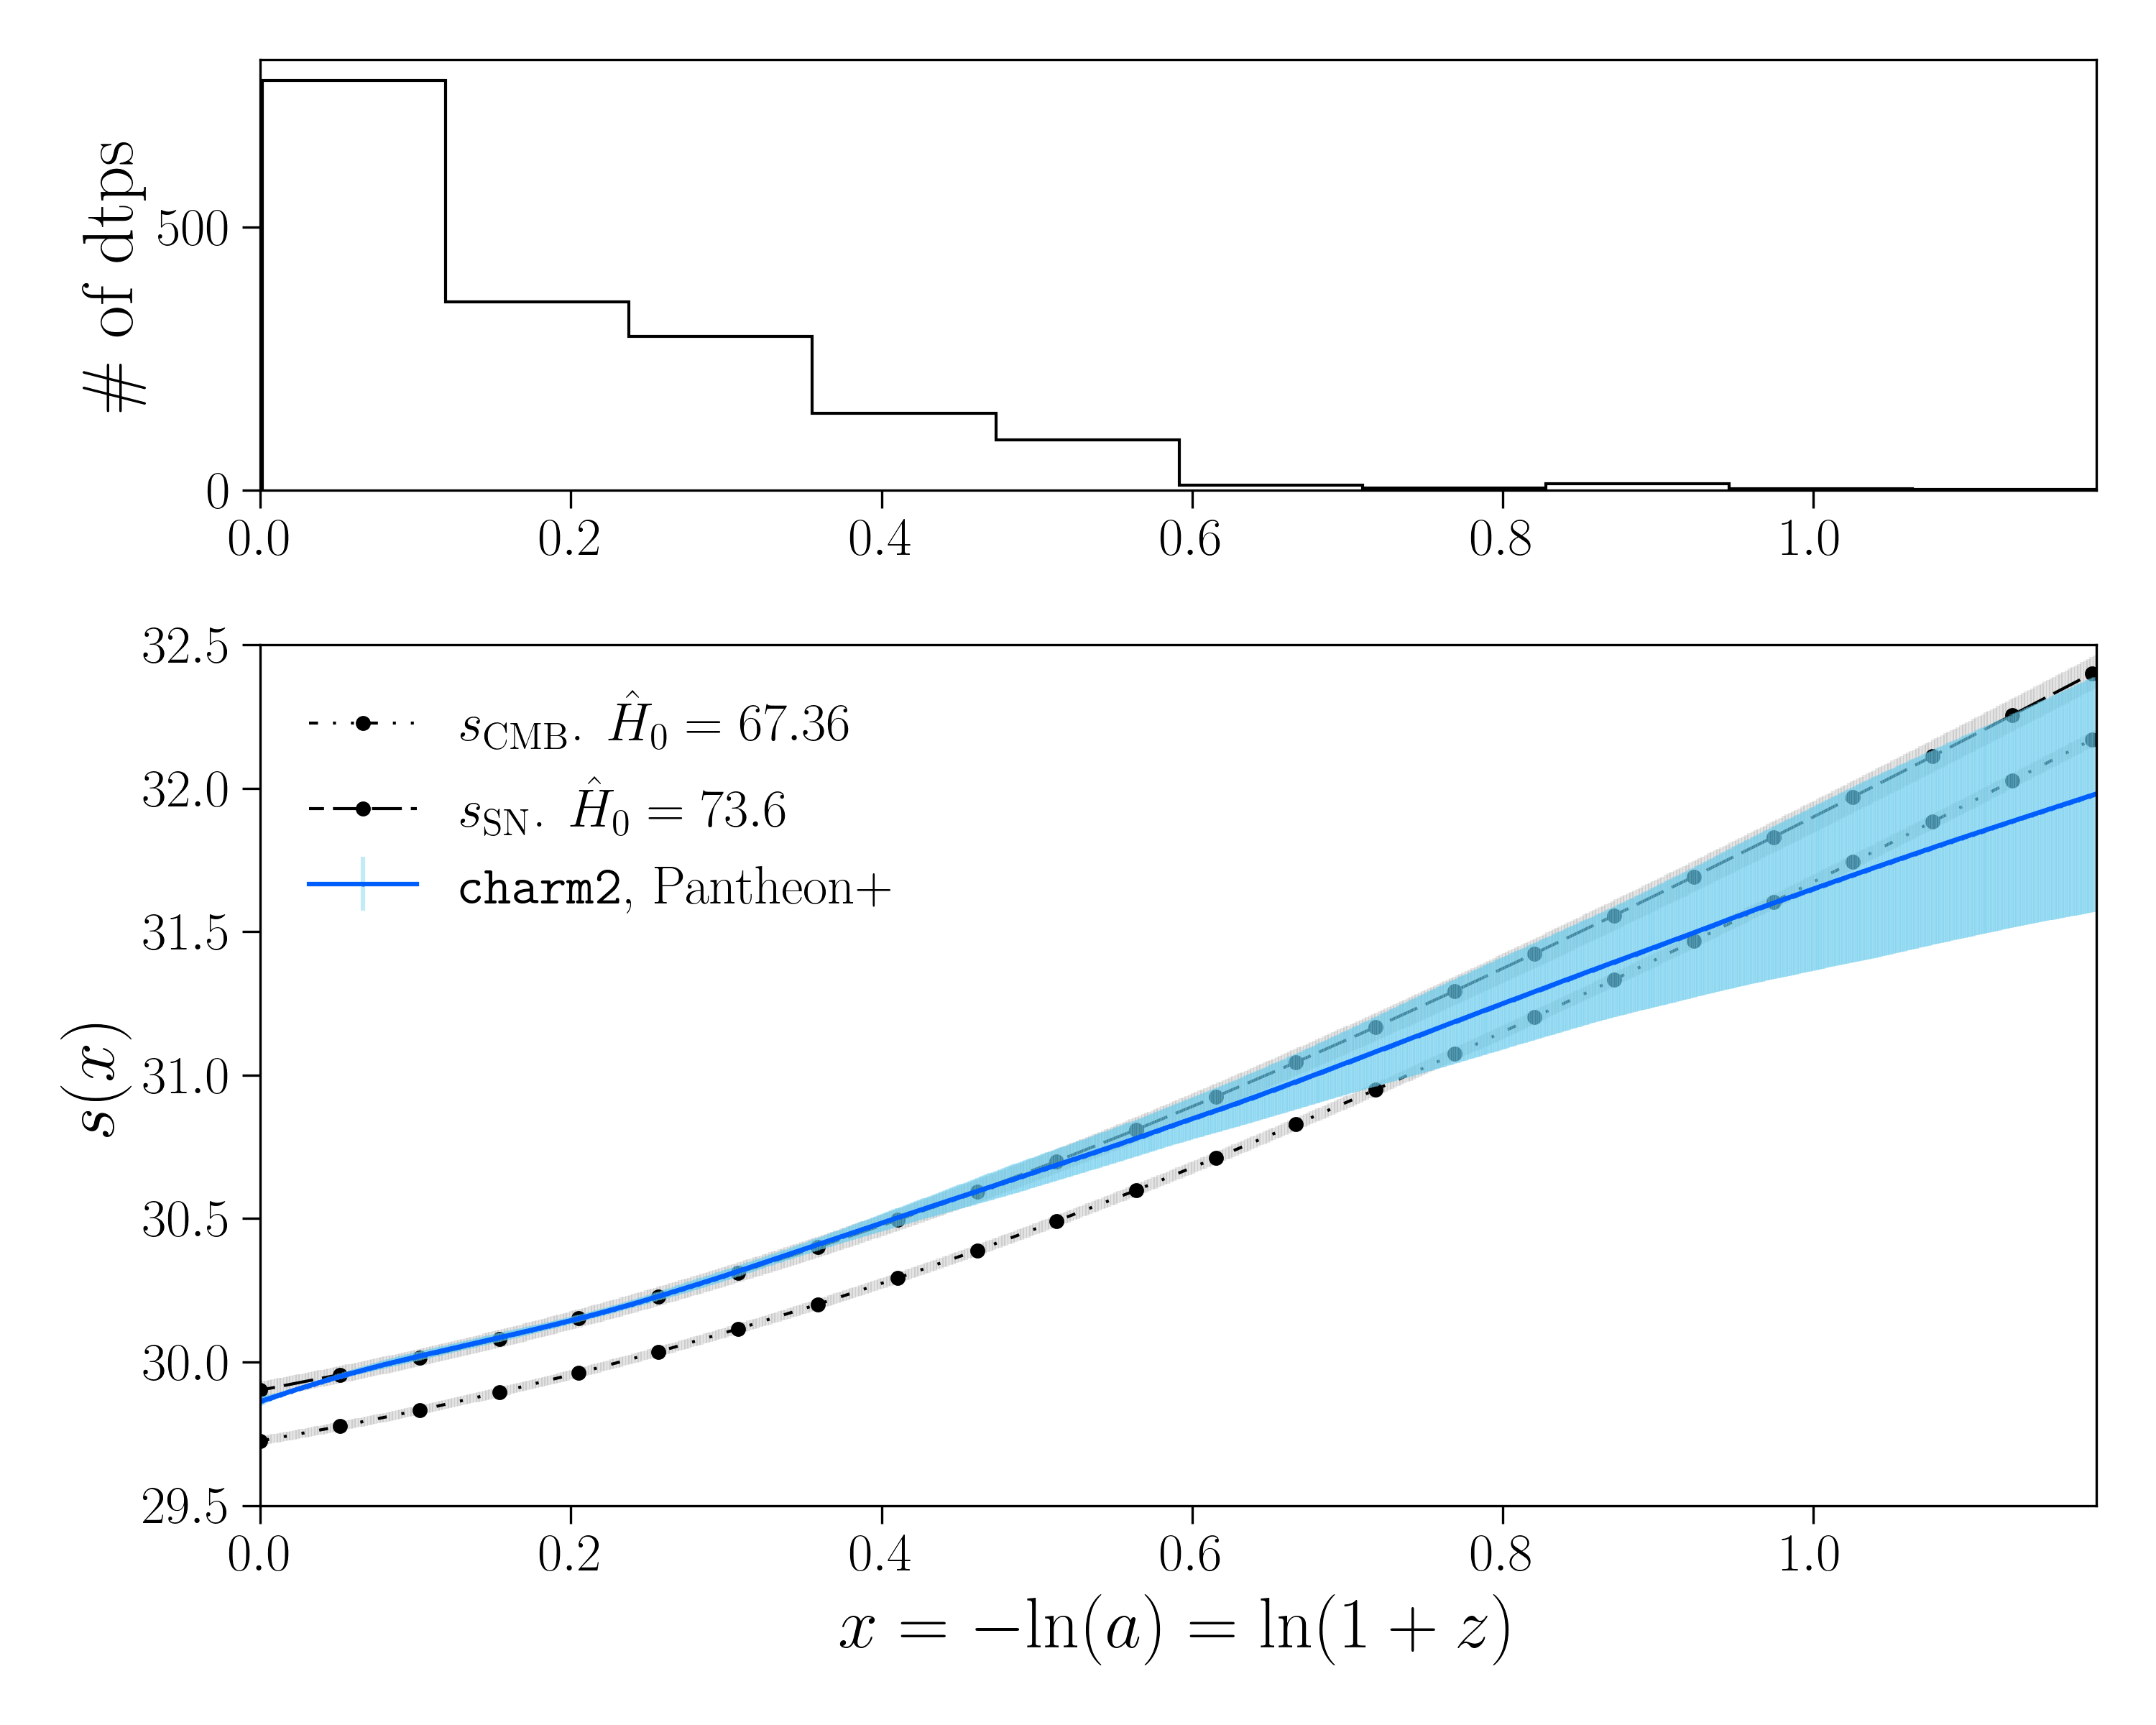 # of dtps
500
0
0.0 0.2 0.4 0.6 0.8 1.0
32.5
32.0
31.5
31.0
30.5
30.0
29.5
s(x)
s_CMB. Ĥ₀ = 67.36
s_SN. Ĥ₀ = 73.6
charm2, Pantheon+
0.0 0.2 0.4 0.6 0.8 1.0
x = −ln(a) = ln(1 + z)